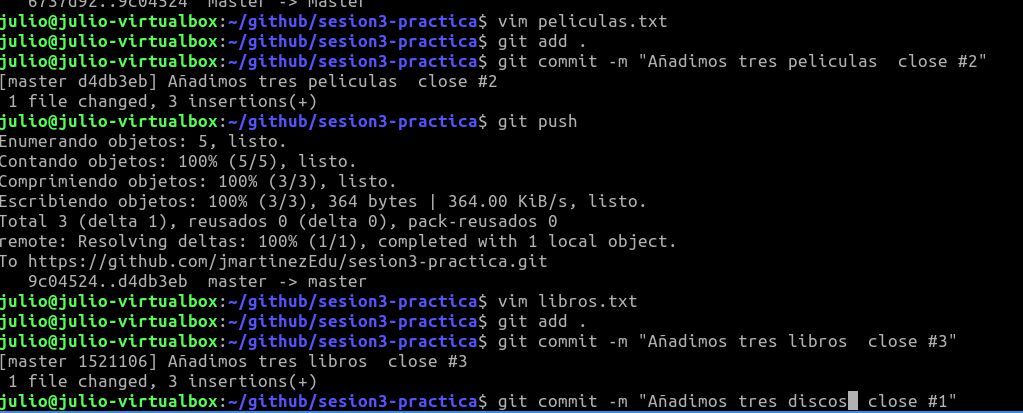 6737d92..9c04524  master -> master
julio@julio-virtualbox:~/github/sesion3-practica$ vim peliculas.txt
julio@julio-virtualbox:~/github/sesion3-practica$ git add .
julio@julio-virtualbox:~/github/sesion3-practica$ git commit -m "Añadimos tres peliculas  close #2"
[master d4db3eb] Añadimos tres peliculas  close #2
 1 file changed, 3 insertions(+)
julio@julio-virtualbox:~/github/sesion3-practica$ git push
Enumerando objetos: 5, listo.
Contando objetos: 100% (5/5), listo.
Comprimiendo objetos: 100% (3/3), listo.
Escribiendo objetos: 100% (3/3), 364 bytes | 364.00 KiB/s, listo.
Total 3 (delta 1), reusados 0 (delta 0), pack-reusados 0
remote: Resolving deltas: 100% (1/1), completed with 1 local object.
To https://github.com/jmartinezEdu/sesion3-practica.git
   9c04524..d4db3eb  master -> master
julio@julio-virtualbox:~/github/sesion3-practica$ vim libros.txt
julio@julio-virtualbox:~/github/sesion3-practica$ git add .
julio@julio-virtualbox:~/github/sesion3-practica$ git commit -m "Añadimos tres libros  close #3"
[master 1521106] Añadimos tres libros  close #3
 1 file changed, 3 insertions(+)
julio@julio-virtualbox:~/github/sesion3-practica$ git commit -m "Añadimos tres discos  close #1"